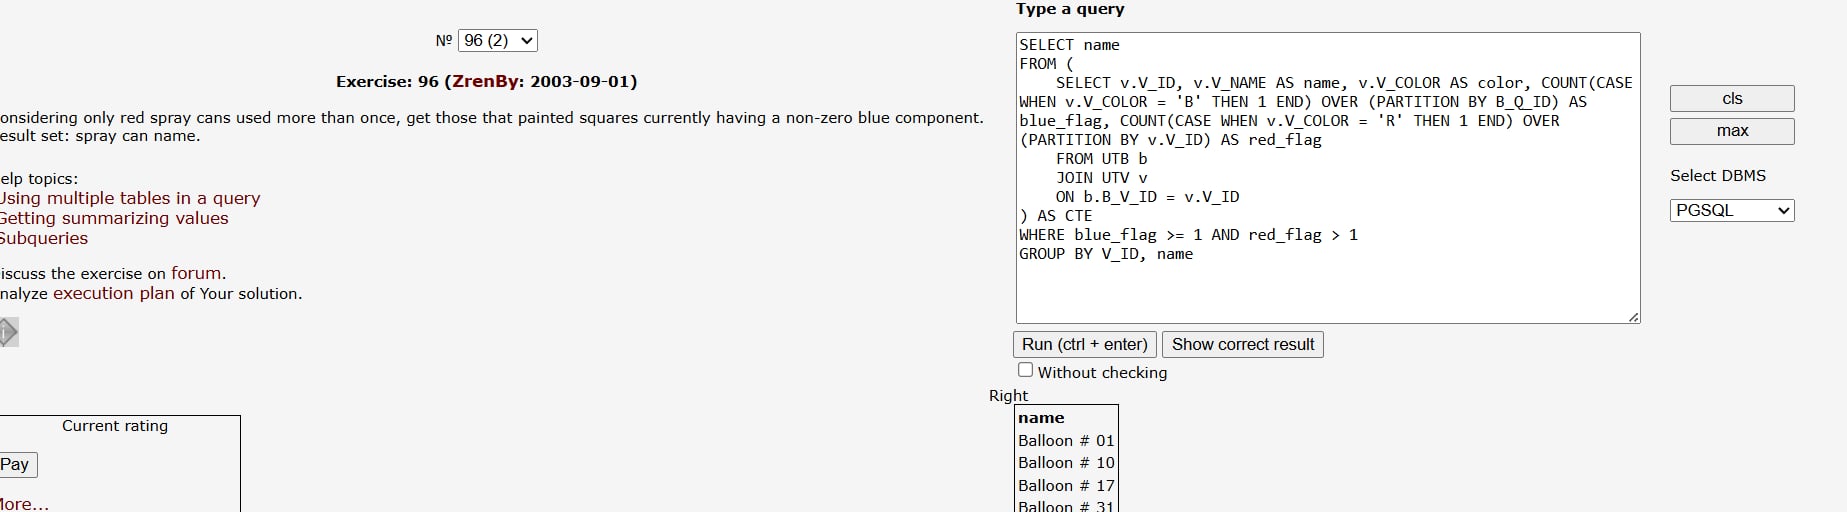 Type a query
№ 96 (2)
Exercise: 96 (ZrenBy: 2003-09-01)
onsidering only red spray cans used more than once, get those that painted squares currently having a non-zero blue component.
esult set: spray can name.
elp topics:
Using multiple tables in a query
Getting summarizing values
Subqueries
iscuss the exercise on forum.
nalyze execution plan of Your solution.
Current rating
Pay
More...
SELECT name
FROM (
SELECT v.V_ID, v.V_NAME AS name, v.V_COLOR AS color, COUNT(CASE
WHEN v.V_COLOR = 'B' THEN 1 END) OVER (PARTITION BY B_Q_ID) AS
blue_flag, COUNT(CASE WHEN v.V_COLOR = 'R' THEN 1 END) OVER
(PARTITION BY v.V_ID) AS red_flag
FROM UTB b
JOIN UTV v
ON b.B_V_ID = v.V_ID
) AS CTE
WHERE blue_flag >= 1 AND red_flag > 1
GROUP BY V_ID, name
cls
max
Select DBMS
PGSQL
Run (ctrl + enter)
Show correct result
Without checking
Right
name
Balloon # 01
Balloon # 10
Balloon # 17
Balloon # 31